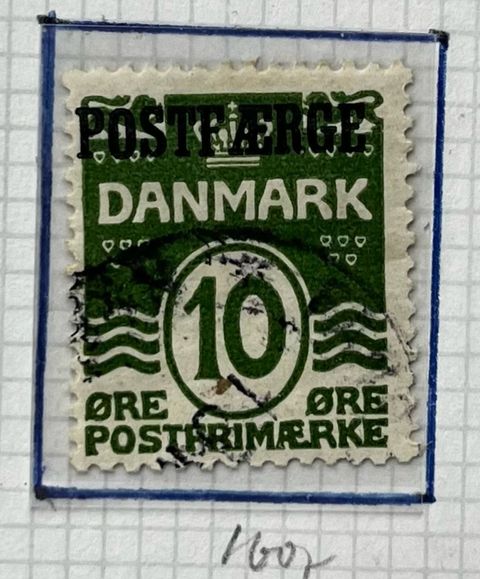 POSTFÆRGE
DANMARK
10
ØRE ØRE
POSTFRIMÆRKE